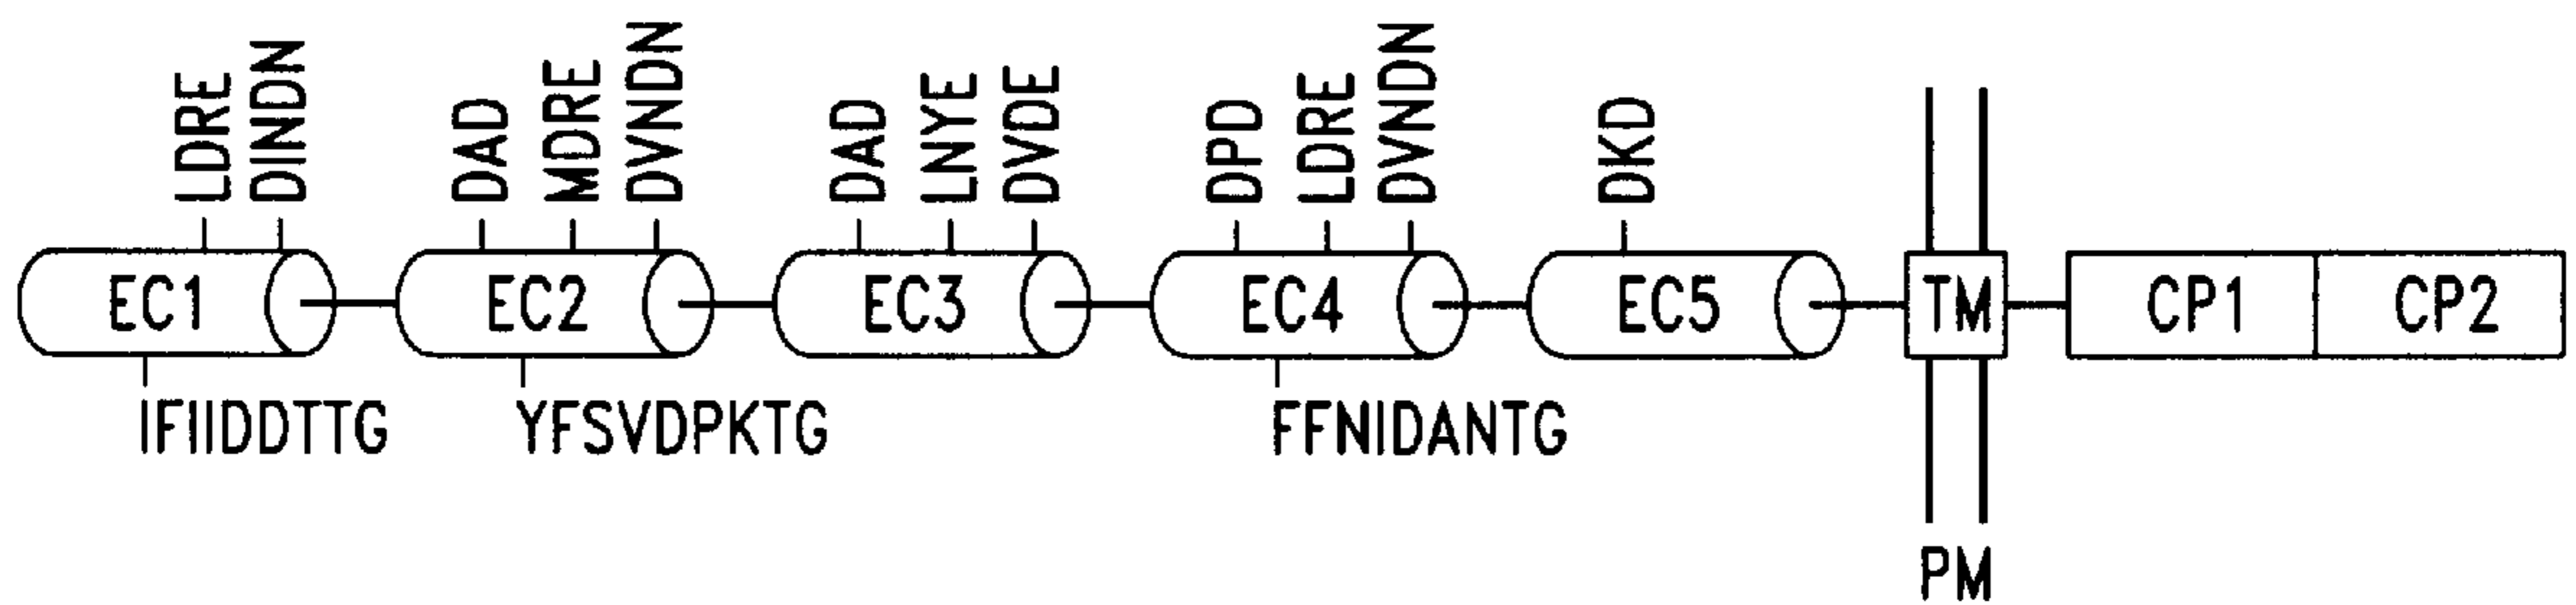 LDRE
DINDN
DAD
MDRE
DVNDN
DAD
LNYE
DVDE
DPD
LDRE
DVNDN
DKD
EC1
EC2
EC3
EC4
EC5
TM
CP1
CP2
IFIIDDTTG
YFSVDPKTG
FFNIDANTG
PM